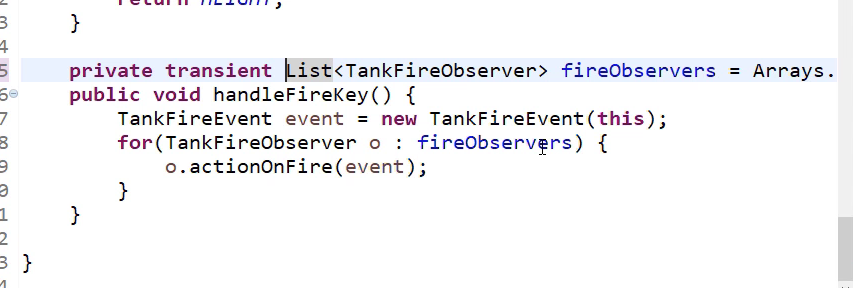 2        return HEIGHT;
3    }
4
5    private transient List<TankFireObserver> fireObservers = Arrays.
6    public void handleFireKey() {
7        TankFireEvent event = new TankFireEvent(this);
8        for(TankFireObserver o : fireObservers) {
9            o.actionOnFire(event);
0        }
1    }
2
3 }
4